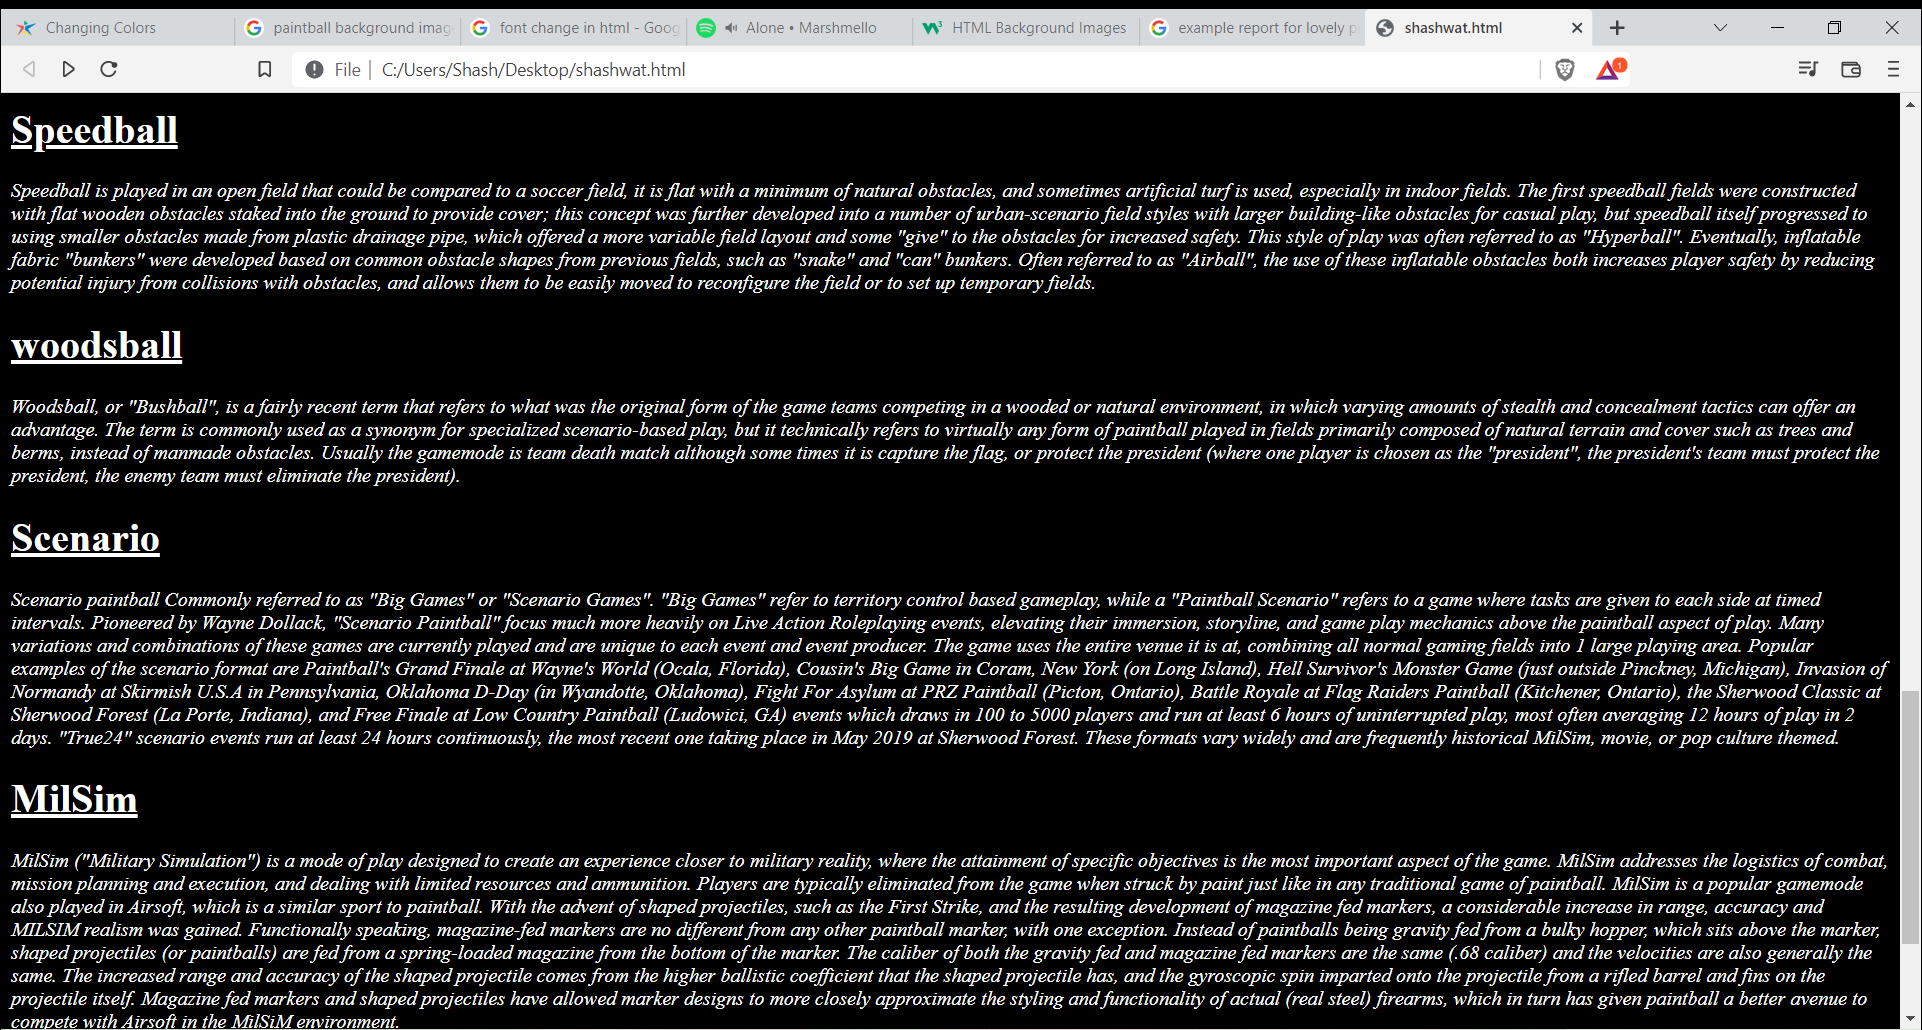 Changing Colors
paintball background imag
font change in html - Goog
Alone • Marshmello
HTML Background Images
example report for lovely p
shashwat.html
File
C:/Users/Shash/Desktop/shashwat.html
1
Speedball
Speedball is played in an open field that could be compared to a soccer field, it is flat with a minimum of natural obstacles, and sometimes artificial turf is used, especially in indoor fields. The first speedball fields were constructed
with flat wooden obstacles staked into the ground to provide cover; this concept was further developed into a number of urban-scenario field styles with larger building-like obstacles for casual play, but speedball itself progressed to
using smaller obstacles made from plastic drainage pipe, which offered a more variable field layout and some "give" to the obstacles for increased safety. This style of play was often referred to as "Hyperball". Eventually, inflatable
fabric "bunkers" were developed based on common obstacle shapes from previous fields, such as "snake" and "can" bunkers. Often referred to as "Airball", the use of these inflatable obstacles both increases player safety by reducing
potential injury from collisions with obstacles, and allows them to be easily moved to reconfigure the field or to set up temporary fields.
woodsball
Woodsball, or "Bushball", is a fairly recent term that refers to what was the original form of the game teams competing in a wooded or natural environment, in which varying amounts of stealth and concealment tactics can offer an
advantage. The term is commonly used as a synonym for specialized scenario-based play, but it technically refers to virtually any form of paintball played in fields primarily composed of natural terrain and cover such as trees and
berms, instead of manmade obstacles. Usually the gamemode is team death match although some times it is capture the flag, or protect the president (where one player is chosen as the "president", the president's team must protect the
president, the enemy team must eliminate the president).
Scenario
Scenario paintball Commonly referred to as "Big Games" or "Scenario Games". "Big Games" refer to territory control based gameplay, while a "Paintball Scenario" refers to a game where tasks are given to each side at timed
intervals. Pioneered by Wayne Dollack, "Scenario Paintball" focus much more heavily on Live Action Roleplaying events, elevating their immersion, storyline, and game play mechanics above the paintball aspect of play. Many
variations and combinations of these games are currently played and are unique to each event and event producer. The game uses the entire venue it is at, combining all normal gaming fields into 1 large playing area. Popular
examples of the scenario format are Paintball's Grand Finale at Wayne's World (Ocala, Florida), Cousin's Big Game in Coram, New York (on Long Island), Hell Survivor's Monster Game (just outside Pinckney, Michigan), Invasion of
Normandy at Skirmish U.S.A in Pennsylvania, Oklahoma D-Day (in Wyandotte, Oklahoma), Fight For Asylum at PRZ Paintball (Picton, Ontario), Battle Royale at Flag Raiders Paintball (Kitchener, Ontario), the Sherwood Classic at
Sherwood Forest (La Porte, Indiana), and Free Finale at Low Country Paintball (Ludowici, GA) events which draws in 100 to 5000 players and run at least 6 hours of uninterrupted play, most often averaging 12 hours of play in 2
days. "True24" scenario events run at least 24 hours continuously, the most recent one taking place in May 2019 at Sherwood Forest. These formats vary widely and are frequently historical MilSim, movie, or pop culture themed.
MilSim
MilSim ("Military Simulation") is a mode of play designed to create an experience closer to military reality, where the attainment of specific objectives is the most important aspect of the game. MilSim addresses the logistics of combat,
mission planning and execution, and dealing with limited resources and ammunition. Players are typically eliminated from the game when struck by paint just like in any traditional game of paintball. MilSim is a popular gamemode
also played in Airsoft, which is a similar sport to paintball. With the advent of shaped projectiles, such as the First Strike, and the resulting development of magazine fed markers, a considerable increase in range, accuracy and
MILSIM realism was gained. Functionally speaking, magazine-fed markers are no different from any other paintball marker, with one exception. Instead of paintballs being gravity fed from a bulky hopper, which sits above the marker,
shaped projectiles (or paintballs) are fed from a spring-loaded magazine from the bottom of the marker. The caliber of both the gravity fed and magazine fed markers are the same (.68 caliber) and the velocities are also generally the
same. The increased range and accuracy of the shaped projectile comes from the higher ballistic coefficient that the shaped projectile has, and the gyroscopic spin imparted onto the projectile from a rifled barrel and fins on the
projectile itself. Magazine fed markers and shaped projectiles have allowed marker designs to more closely approximate the styling and functionality of actual (real steel) firearms, which in turn has given paintball a better avenue to
compete with Airsoft in the MilSiM environment.